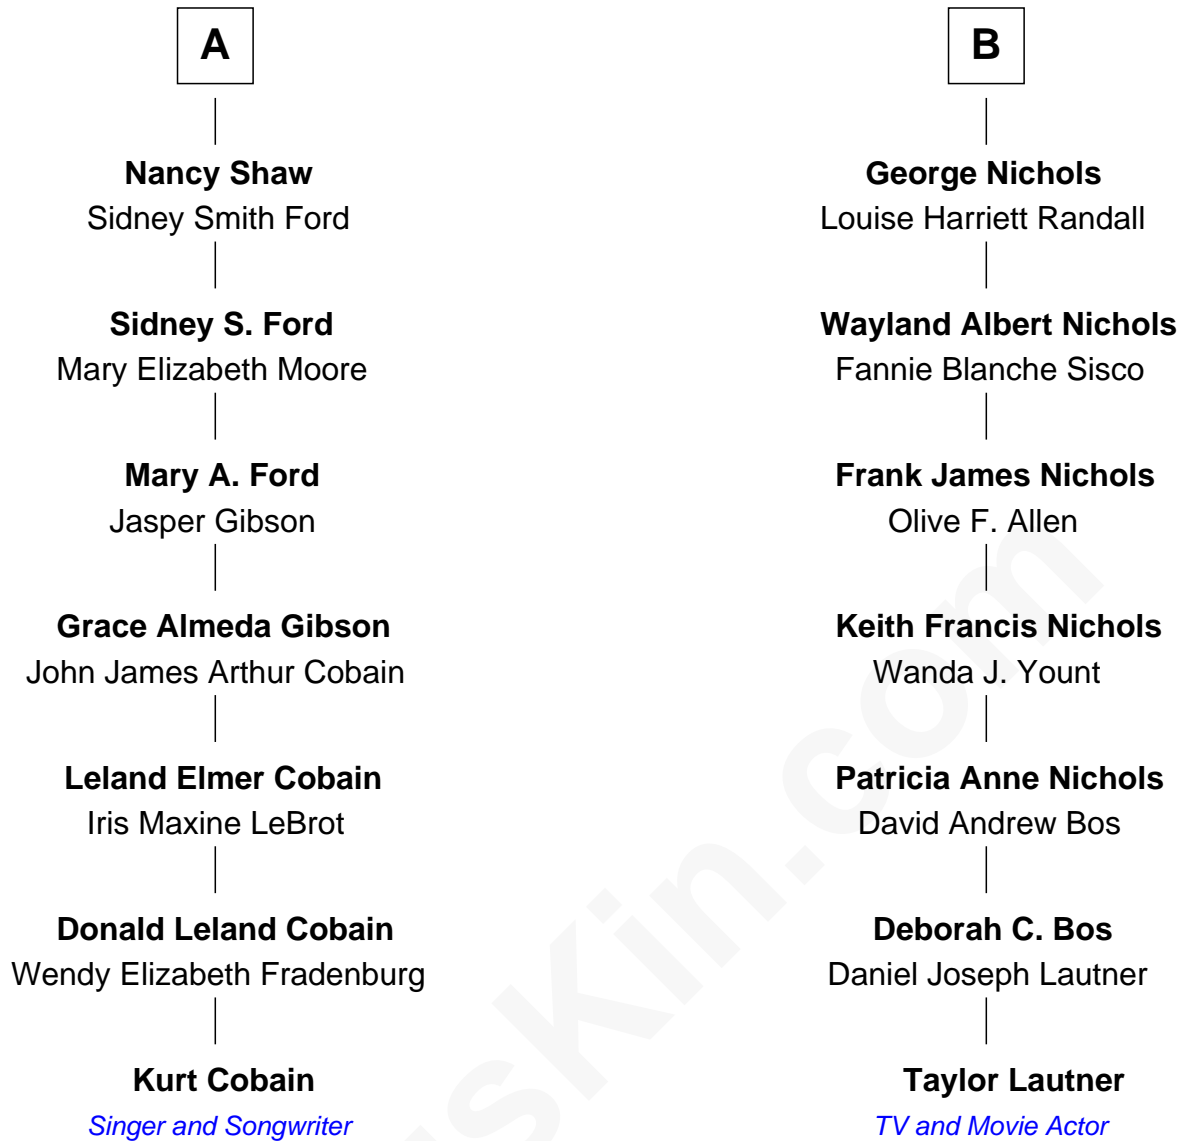 A
Nancy Shaw
Sidney Smith Ford
Sidney S. Ford
Mary Elizabeth Moore
Mary A. Ford
Jasper Gibson
Grace Almeda Gibson
John James Arthur Cobain
Leland Elmer Cobain
Iris Maxine LeBrot
Donald Leland Cobain
Wendy Elizabeth Fradenburg
Kurt Cobain
Singer and Songwriter
B
George Nichols
Louise Harriett Randall
Wayland Albert Nichols
Fannie Blanche Sisco
Frank James Nichols
Olive F. Allen
Keith Francis Nichols
Wanda J. Yount
Patricia Anne Nichols
David Andrew Bos
Deborah C. Bos
Daniel Joseph Lautner
Taylor Lautner
TV and Movie Actor
sKin.com